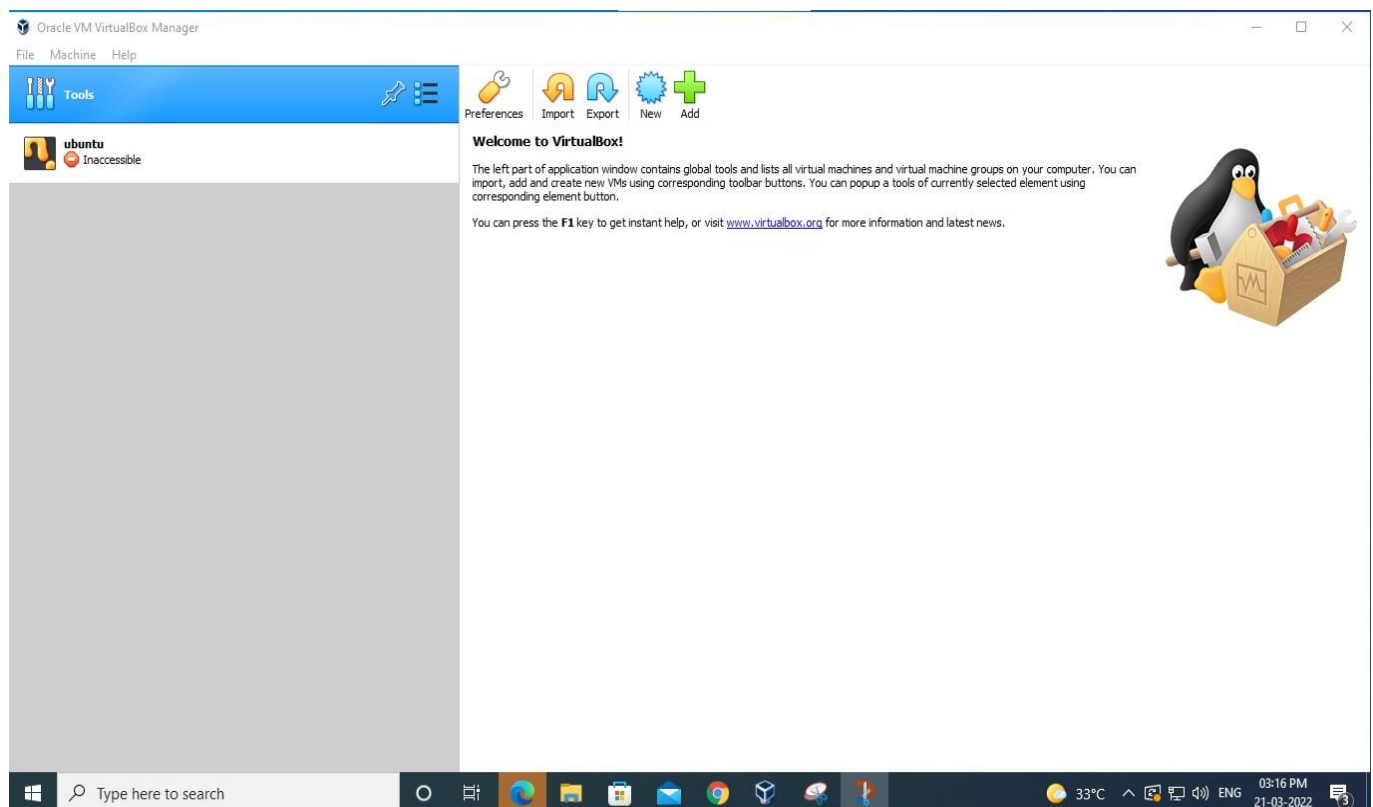 Oracle VM VirtualBox Manager
File Machine Help
Tools
ubuntu
Inaccessible
Preferences Import Export New Add
Welcome to VirtualBox!
The left part of application window contains global tools and lists all virtual machines and virtual machine groups on your computer. You can
import, add and create new VMs using corresponding toolbar buttons. You can popup a tools of currently selected element using
corresponding element button.
You can press the F1 key to get instant help, or visit www.virtualbox.org for more information and latest news.
Type here to search
33°C ENG 03:16 PM
21-03-2022
3